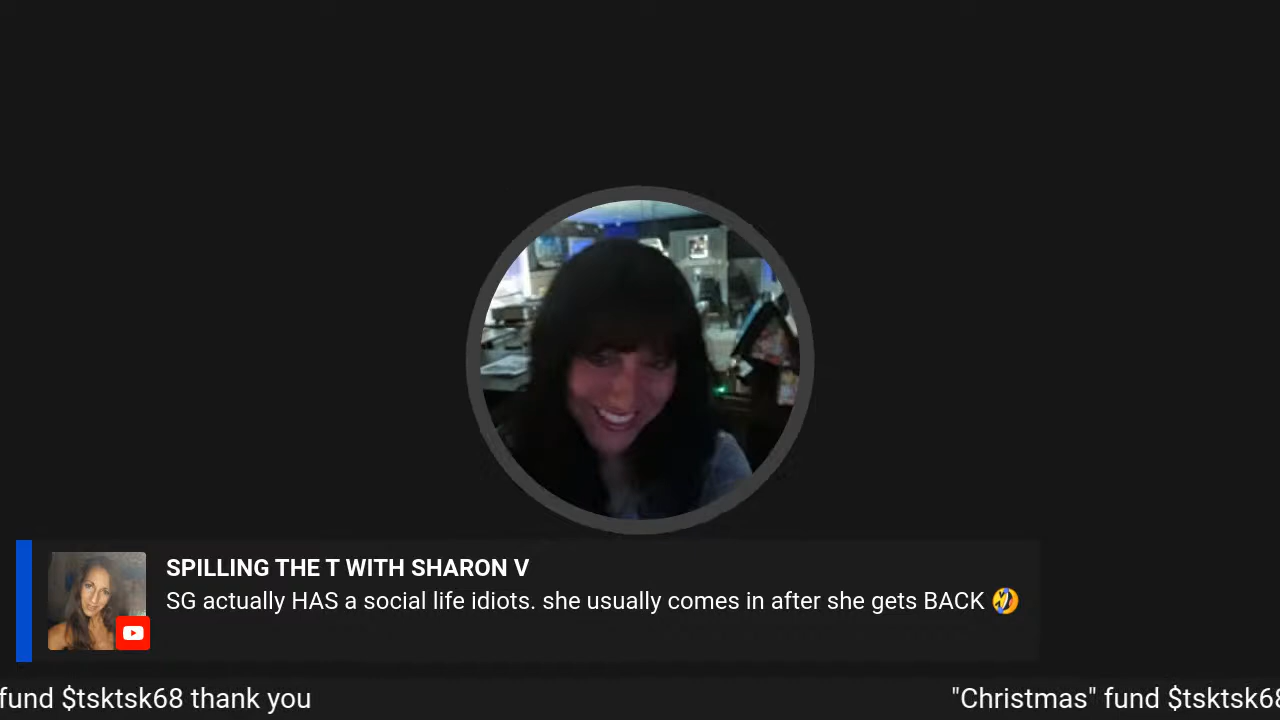 SPILLING THE T WITH SHARON V
SG actually HAS a social life idiots. she usually comes in after she gets BACK 🤣
fund $tsktsk68 thank you
"Christmas" fund $tsktsk68